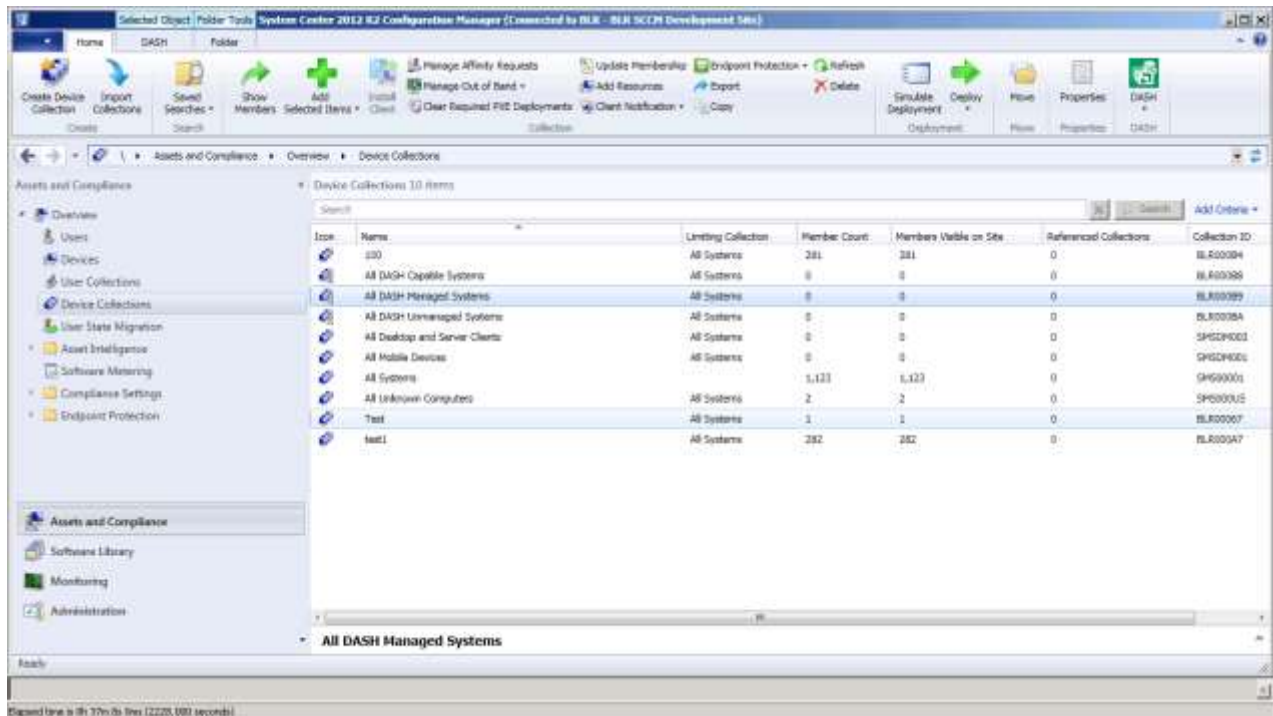 Selected Object Folder Tools System Center 2012 R2 Configuration Manager (Connected to BLR - BLR SCCM Development Site)
Home DASH Folder
Create Device Collection
Import Collections
Saved Searches
Show Members
Add Selected Items
Install Client
Manage Affinity Requests
Manage Out of Band
Clear Required PXE Deployments
Update Membership
Add Resources
Client Notification
Endpoint Protection
Export
Copy
Refresh
Delete
Simulate Deployment
Deploy
Move
Properties
DASH
Create Search Collection Deployment Move Properties DASH
\ Assets and Compliance Overview Device Collections
Assets and Compliance
Overview
Users
Devices
User Collections
Device Collections
User State Migration
Asset Intelligence
Software Metering
Compliance Settings
Endpoint Protection
Assets and Compliance
Software Library
Monitoring
Administration
Device Collections 10 items
Search Search Add Criteria
Icon Name Limiting Collection Member Count Members Visible on Site Referenced Collections Collection ID
100 All Systems 281 281 0
All DASH Capable Systems All Systems 0 0 0
All DASH Managed Systems All Systems 0 0 0
All DASH Unmanaged Systems All Systems 0 0 0 BLR000BA
All Desktop and Server Clients All Systems 0 0 0
All Mobile Devices All Systems 0 0 0 SMSDM001
All Systems 1,123 1,123 0 SMS00001
All Unknown Computers All Systems 2 2 0 SMS000US
Test All Systems 1 1 0 BLR00067
test1 All Systems 282 282 0 BLR000A7
All DASH Managed Systems
Ready
Elapsed time is 0h 37m 8s 0ms (2228.000 seconds)